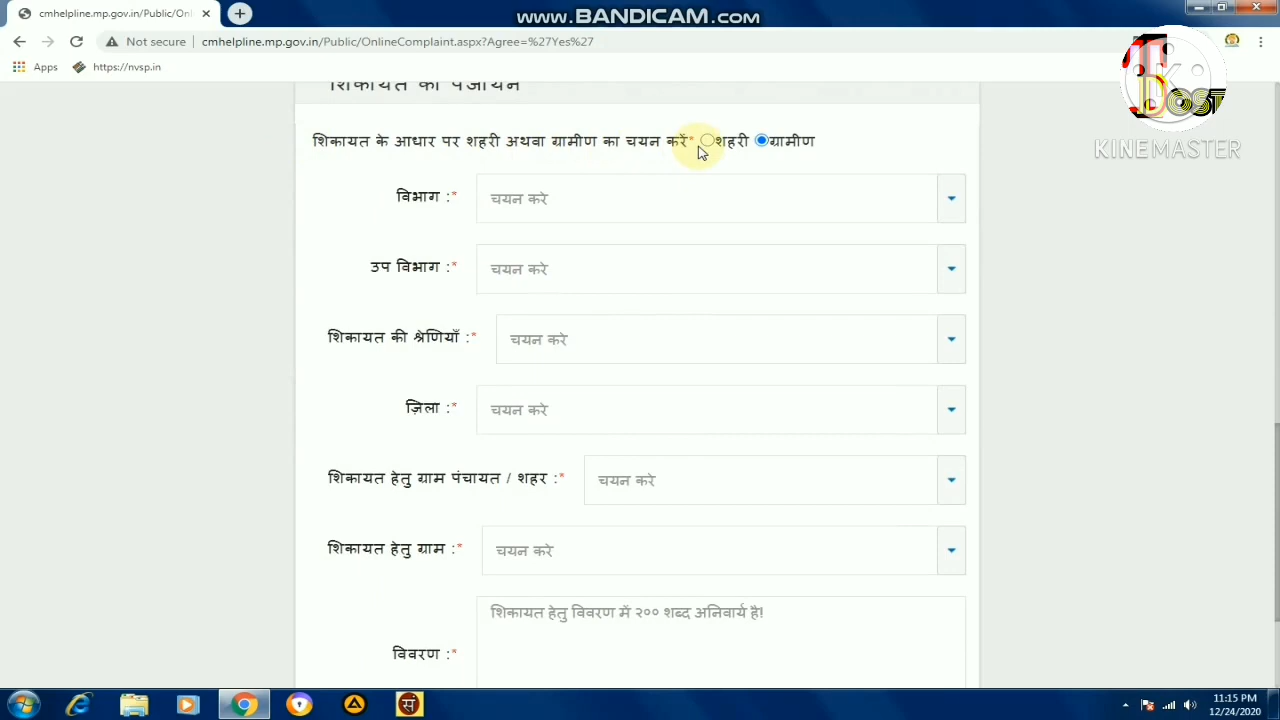 cmhelpline.mp.gov.in/Public/Onl
www.BANDICAM.com
Not secure
cmhelpline.mp.gov.in/Public/OnlineComplaint.aspx?Agree=%27Yes%27
Apps
https://nvsp.in
DOST
KINEMASTER
शिकायत का पंजीयन
शिकायत के आधार पर शहरी अथवा ग्रामीण का चयन करें* शहरी ग्रामीण
विभाग :* चयन करे
उप विभाग :* चयन करे
शिकायत की श्रेणियाँ :* चयन करे
ज़िला :* चयन करे
शिकायत हेतु ग्राम पंचायत / शहर :* चयन करे
शिकायत हेतु ग्राम :* चयन करे
शिकायत हेतु विवरण में २०० शब्द अनिवार्य है!
विवरण :*
सं
11:15 PM
12/24/2020